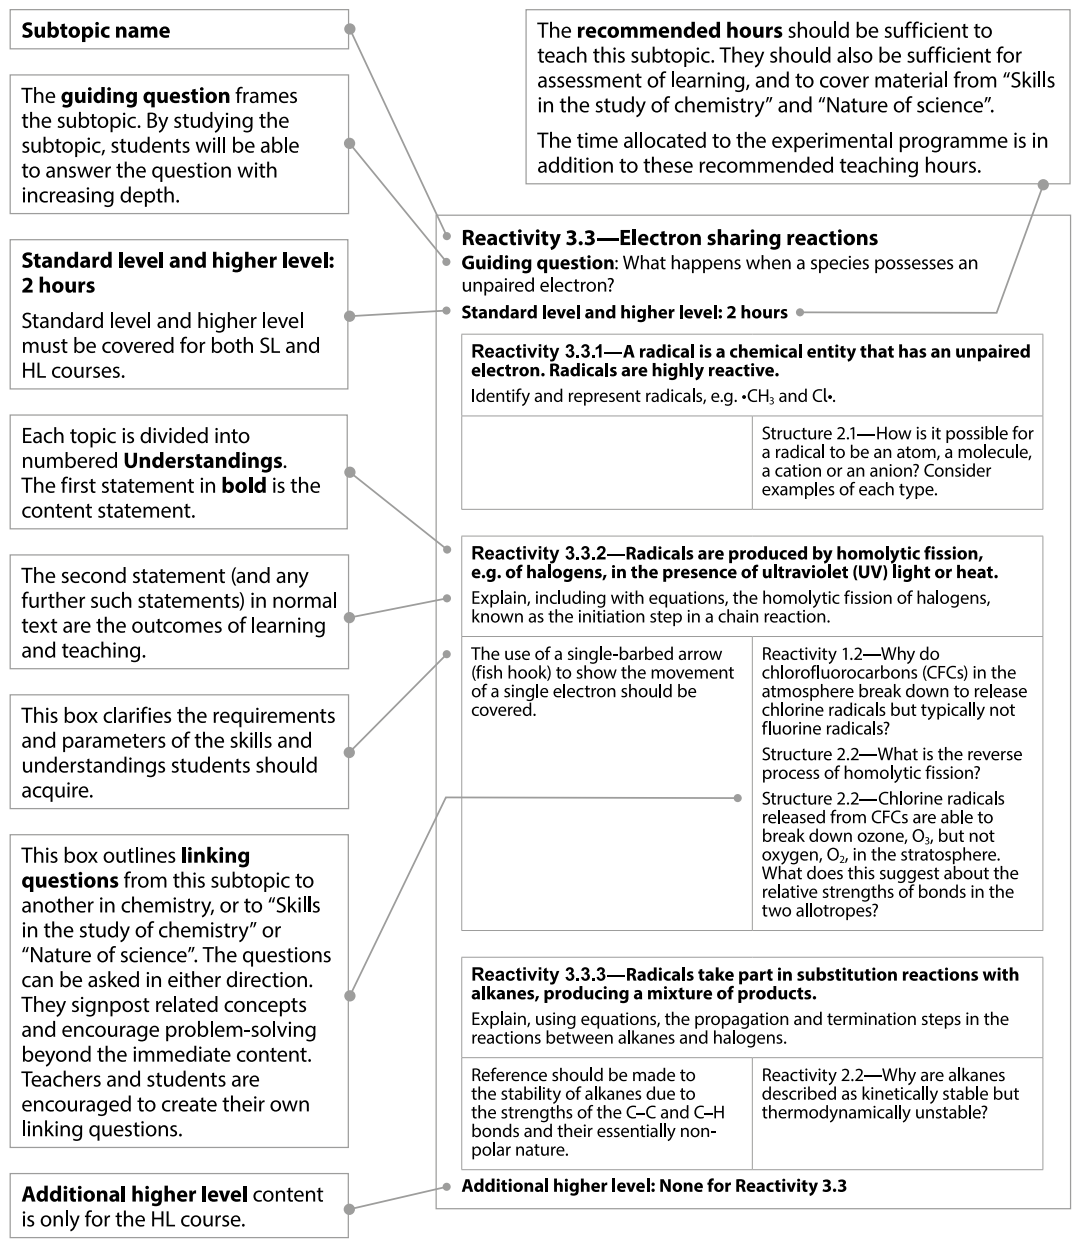 Subtopic name
The guiding question frames
the subtopic. By studying the
subtopic, students will be able
to answer the question with
increasing depth.
Standard level and higher level:
2 hours
Standard level and higher level
must be covered for both SL and
HL courses.
Each topic is divided into
numbered Understandings.
The first statement in bold is the
content statement.
The second statement (and any
further such statements) in normal
text are the outcomes of learning
and teaching.
This box clarifies the requirements
and parameters of the skills and
understandings students should
acquire.
This box outlines linking
questions from this subtopic to
another in chemistry, or to “Skills
in the study of chemistry” or
“Nature of science”. The questions
can be asked in either direction.
They signpost related concepts
and encourage problem-solving
beyond the immediate content.
Teachers and students are
encouraged to create their own
linking questions.
Additional higher level content
is only for the HL course.
The recommended hours should be sufficient to
teach this subtopic. They should also be sufficient for
assessment of learning, and to cover material from “Skills
in the study of chemistry” and “Nature of science”.
The time allocated to the experimental programme is in
addition to these recommended teaching hours.
Reactivity 3.3—Electron sharing reactions
Guiding question: What happens when a species possesses an
unpaired electron?
Standard level and higher level: 2 hours
Reactivity 3.3.1—A radical is a chemical entity that has an unpaired
electron. Radicals are highly reactive.
Identify and represent radicals, e.g. •CH₃ and Cl•.
Structure 2.1—How is it possible for
a radical to be an atom, a molecule,
a cation or an anion? Consider
examples of each type.
Reactivity 3.3.2—Radicals are produced by homolytic fission,
e.g. of halogens, in the presence of ultraviolet (UV) light or heat.
Explain, including with equations, the homolytic fission of halogens,
known as the initiation step in a chain reaction.
The use of a single-barbed arrow
(fish hook) to show the movement
of a single electron should be
covered.
Reactivity 1.2—Why do
chlorofluorocarbons (CFCs) in the
atmosphere break down to release
chlorine radicals but typically not
fluorine radicals?
Structure 2.2—What is the reverse
process of homolytic fission?
Structure 2.2—Chlorine radicals
released from CFCs are able to
break down ozone, O₃, but not
oxygen, O₂, in the stratosphere.
What does this suggest about the
relative strengths of bonds in the
two allotropes?
Reactivity 3.3.3—Radicals take part in substitution reactions with
alkanes, producing a mixture of products.
Explain, using equations, the propagation and termination steps in the
reactions between alkanes and halogens.
Reference should be made to
the stability of alkanes due to
the strengths of the C–C and C–H
bonds and their essentially non-
polar nature.
Reactivity 2.2—Why are alkanes
described as kinetically stable but
thermodynamically unstable?
Additional higher level: None for Reactivity 3.3